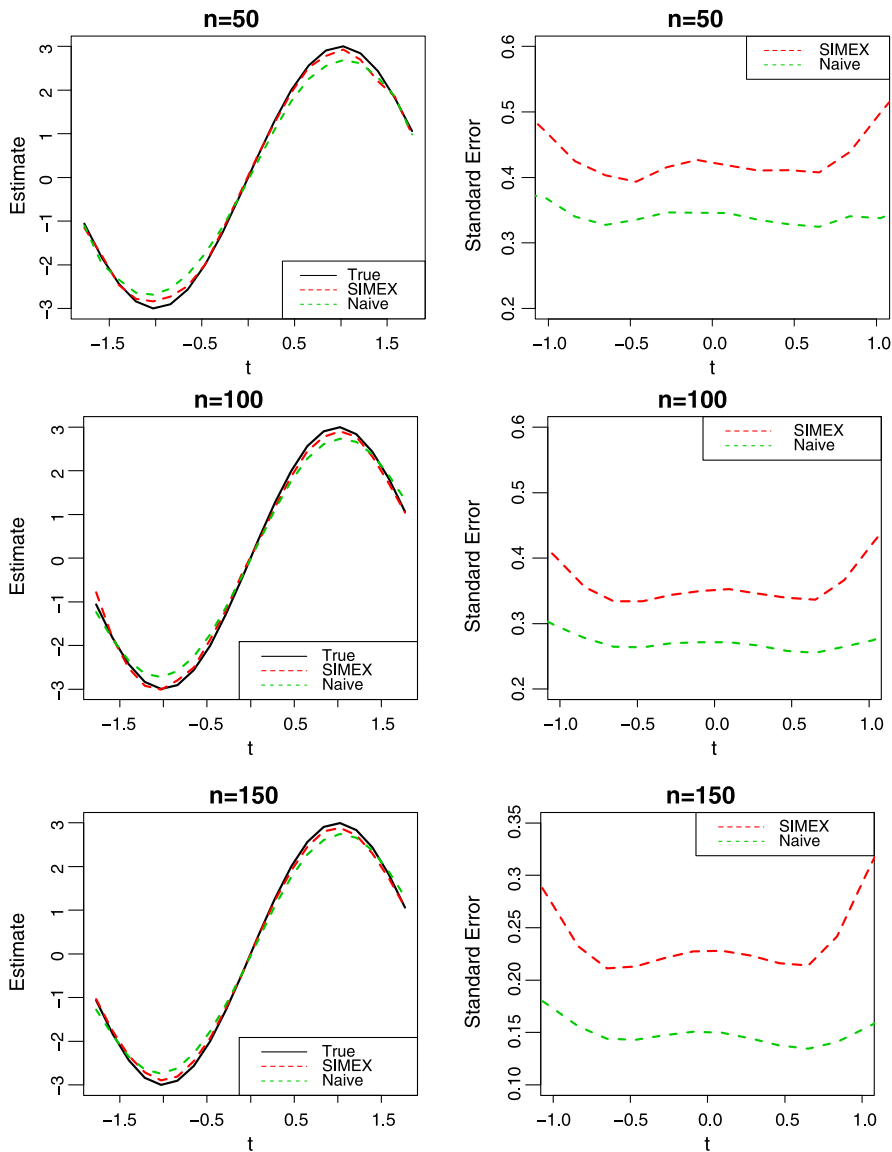 n=50
3
2
1
0
-1
-2
-3
Estimate
-1.5
-0.5
0.5
1.5
t
True
SIMEX
Naive
n=50
0.6
0.5
0.4
0.3
0.2
Standard Error
-1.0
-0.5
0.0
0.5
1.0
t
SIMEX
Naive
n=100
3
2
1
0
-1
-2
-3
Estimate
-1.5
-0.5
0.5
1.5
t
True
SIMEX
Naive
n=100
0.6
0.5
0.4
0.3
0.2
Standard Error
-1.0
-0.5
0.0
0.5
1.0
t
SIMEX
Naive
n=150
3
2
1
0
-1
-2
-3
Estimate
-1.5
-0.5
0.5
1.5
t
True
SIMEX
Naive
n=150
0.35
0.30
0.25
0.20
0.15
0.10
Standard Error
-1.0
-0.5
0.0
0.5
1.0
t
SIMEX
Naive